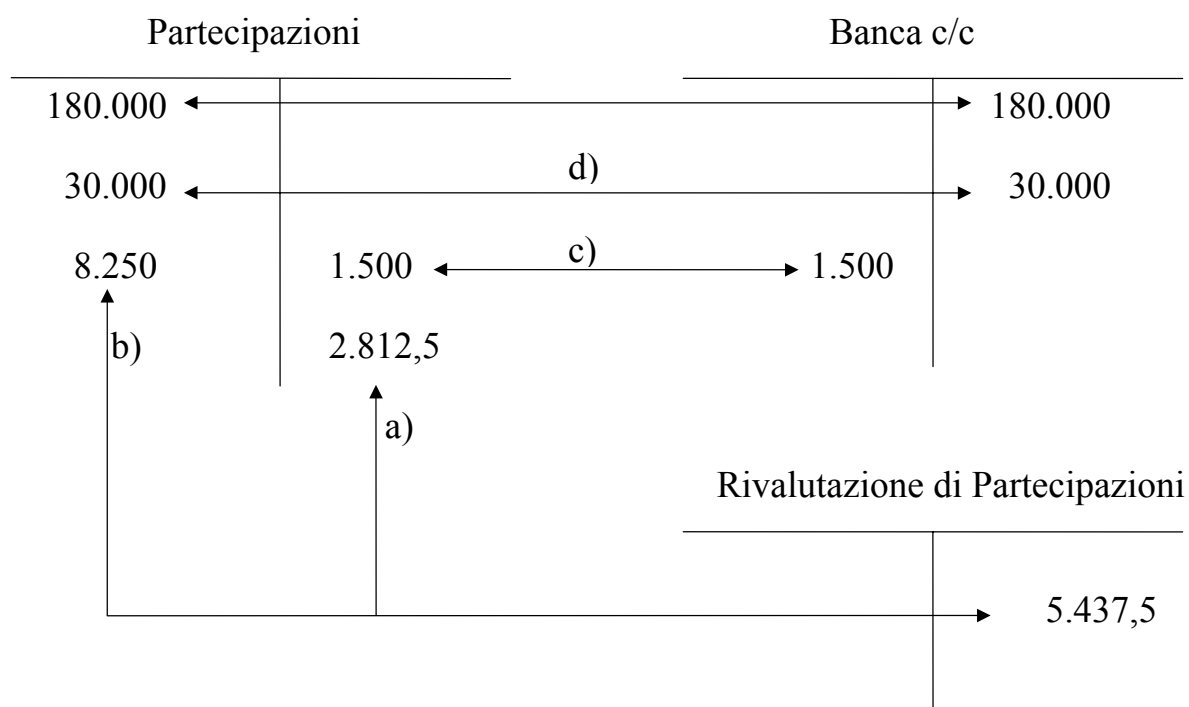 Partecipazioni Banca c/c
180.000 180.000
d)
30.000 30.000
c)
8.250 1.500 1.500
b) 2.812,5
a)
Rivalutazione di Partecipazioni
5.437,5